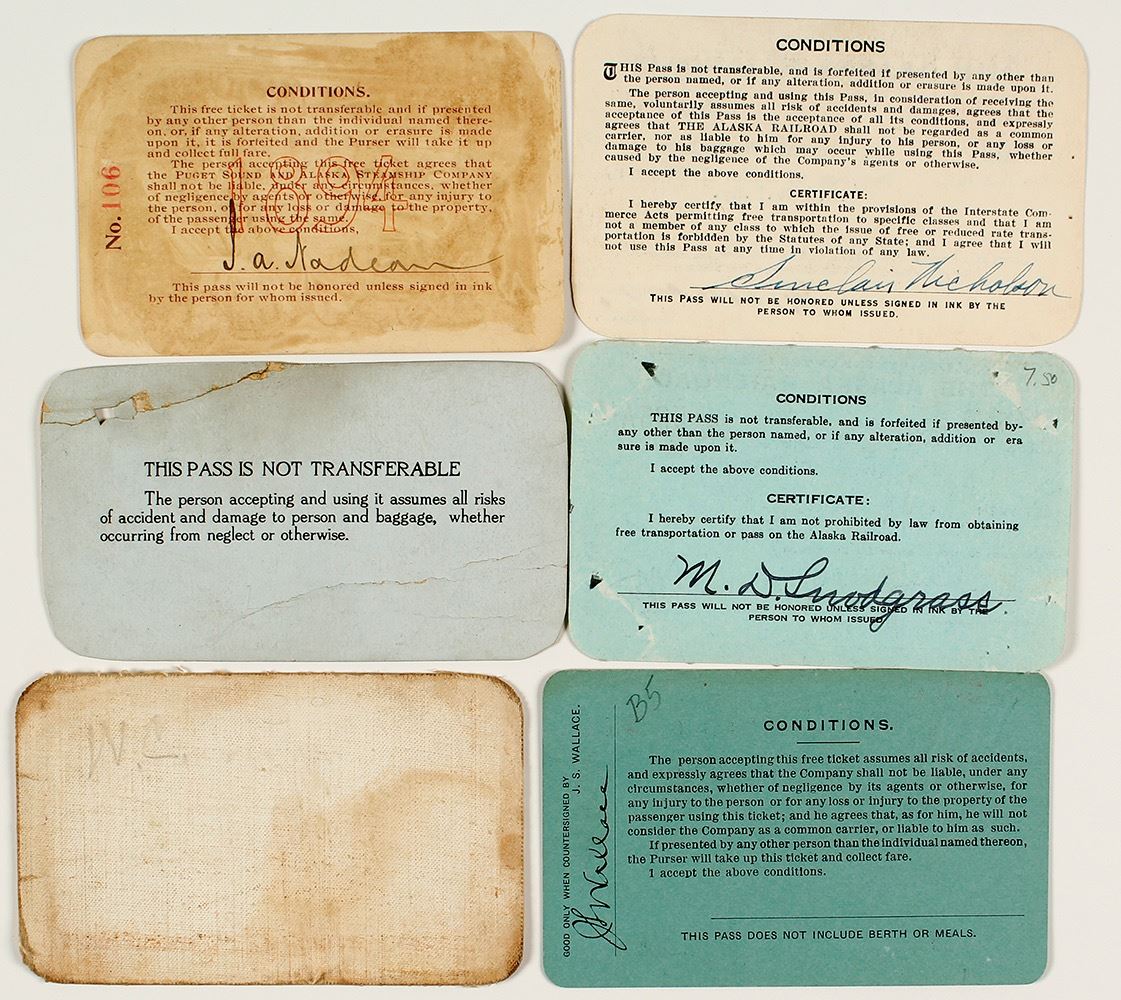 CONDITIONS.
This free ticket is not transferable and if presented
by any other person than the individual named there-
on, or, if any alteration, addition or erasure is made
upon it, it is forfeited and the Purser will take it up
and collect full fare.
The person accepting this free ticket agrees that
the PUGET SOUND AND ALASKA STEAMSHIP COMPANY
shall not be liable, under any circumstances, whether
of negligence by agents or otherwise, for any injury to
the person, or for any loss or damage to the property,
of the passenger using the same.
I accept the above conditions,
J. A. Nadeau
This pass will not be honored unless signed in ink
by the person for whom issued.
No. 106
1894
CONDITIONS
THIS Pass is not transferable, and is forfeited if presented by any other than
the person named, or if any alteration, addition or erasure is made upon it.
The person accepting and using this Pass, in consideration of receiving the
same, voluntarily assumes all risk of accidents and damages, agrees that the
acceptance of this Pass is the acceptance of all its conditions, and expressly
agrees that THE ALASKA RAILROAD shall not be regarded as a common
carrier, nor as liable to him for any injury to his person, or any loss or
damage to his baggage which may occur while using this Pass, whether
caused by the negligence of the Company's agents or otherwise.
I accept the above conditions.
CERTIFICATE:
I hereby certify that I am within the provisions of the Interstate Com-
merce Acts permitting free transportation to specific classes and that I am
not a member of any class to which the issue of free or reduced rate trans-
portation is forbidden by the Statutes of any State; and I agree that I will
not use this Pass at any time in violation of any law.
Sinclair Nicholson
THIS PASS WILL NOT BE HONORED UNLESS SIGNED IN INK BY THE
PERSON TO WHOM ISSUED.
THIS PASS IS NOT TRANSFERABLE
The person accepting and using it assumes all risks
of accident and damage to person and baggage, whether
occurring from neglect or otherwise.
7.50
CONDITIONS
THIS PASS is not transferable, and is forfeited if presented by-
any other than the person named, or if any alteration, addition or era
sure is made upon it.
I accept the above conditions.
CERTIFICATE:
I hereby certify that I am not prohibited by law from obtaining
free transportation or pass on the Alaska Railroad.
M. D. Snodgrass.
THIS PASS WILL NOT BE HONORED UNLESS SIGNED IN INK BY THE
PERSON TO WHOM ISSUED
B5
GOOD ONLY WHEN COUNTERSIGNED BY
J. S. WALLACE.
JS Wallace
CONDITIONS.
The person accepting this free ticket assumes all risk of accidents,
and expressly agrees that the Company shall not be liable, under any
circumstances, whether of negligence by its agents or otherwise, for
any injury to the person or for any loss or injury to the property of the
passenger using this ticket; and he agrees that, as for him, he will not
consider the Company as a common carrier, or liable to him as such.
If presented by any other person than the individual named thereon,
the Purser will take up this ticket and collect fare.
I accept the above conditions.
THIS PASS DOES NOT INCLUDE BERTH OR MEALS.